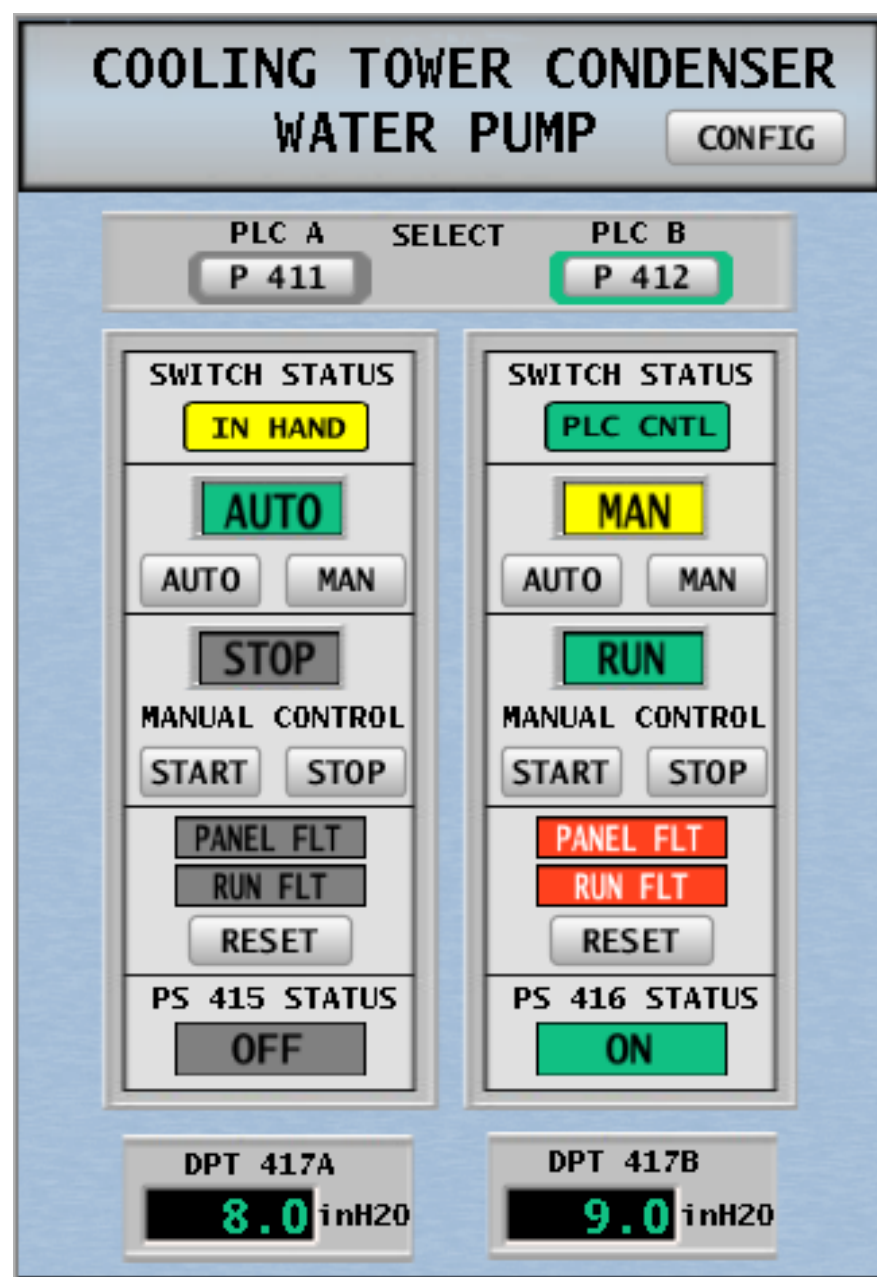 COOLING TOWER CONDENSER
WATER PUMP
CONFIG
PLC A SELECT PLC B
P 411
P 412
SWITCH STATUS
IN HAND
AUTO
AUTO MAN
STOP
MANUAL CONTROL
START STOP
PANEL FLT
RUN FLT
RESET
PS 415 STATUS
OFF
SWITCH STATUS
PLC CNTL
MAN
AUTO MAN
RUN
MANUAL CONTROL
START STOP
PANEL FLT
RUN FLT
RESET
PS 416 STATUS
ON
DPT 417A
8.0 inH20
DPT 417B
9.0 inH20